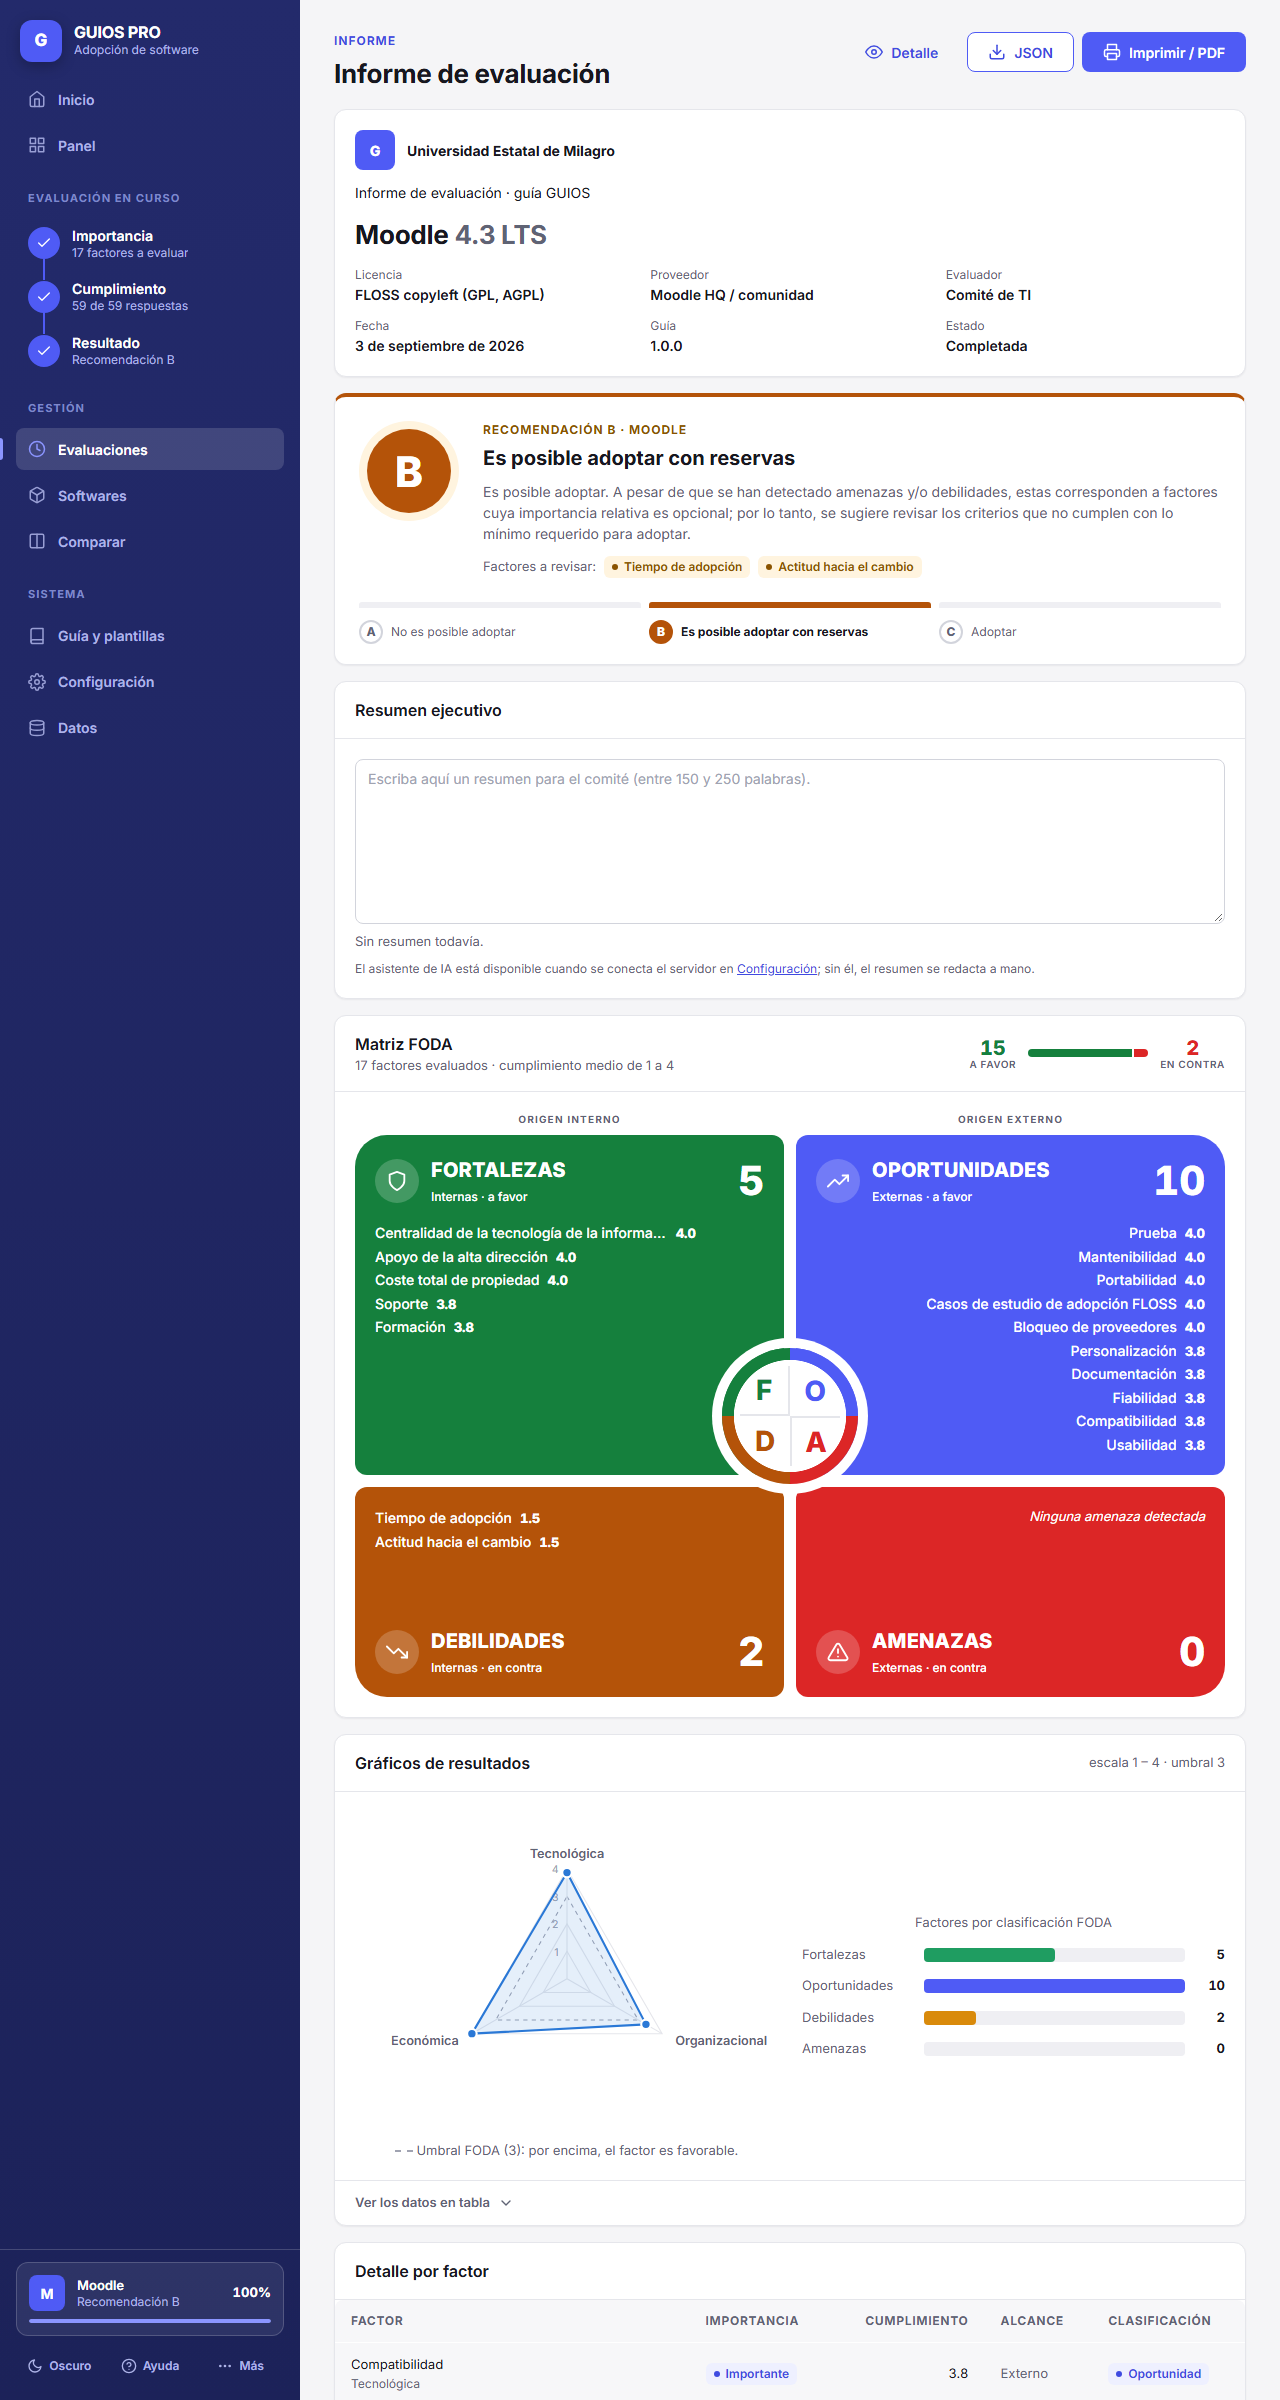 G
GUIOS PRO
Adopción de software
Inicio
Panel
EVALUACIÓN EN CURSO
Importancia
17 factores a evaluar
Cumplimiento
59 de 59 respuestas
Resultado
Recomendación B
GESTIÓN
Evaluaciones
Softwares
Comparar
SISTEMA
Guía y plantillas
Configuración
Datos
M
Moodle
Recomendación B
100%
Oscuro
Ayuda
Más
INFORME
Informe de evaluación
Detalle
JSON
Imprimir / PDF
G
Universidad Estatal de Milagro
Informe de evaluación · guía GUIOS
Moodle 4.3 LTS
Licencia
FLOSS copyleft (GPL, AGPL)
Proveedor
Moodle HQ / comunidad
Evaluador
Comité de TI
Fecha
3 de septiembre de 2026
Guía
1.0.0
Estado
Completada
B
RECOMENDACIÓN B · MOODLE
Es posible adoptar con reservas
Es posible adoptar. A pesar de que se han detectado amenazas y/o debilidades, estas corresponden a factores
cuya importancia relativa es opcional; por lo tanto, se sugiere revisar los criterios que no cumplen con lo
mínimo requerido para adoptar.
Factores a revisar: Tiempo de adopción Actitud hacia el cambio
A No es posible adoptar
B Es posible adoptar con reservas
C Adoptar
Resumen ejecutivo
Escriba aquí un resumen para el comité (entre 150 y 250 palabras).
Sin resumen todavía.
El asistente de IA está disponible cuando se conecta el servidor en Configuración; sin él, el resumen se redacta a mano.
Matriz FODA
17 factores evaluados · cumplimiento medio de 1 a 4
15
A FAVOR
2
EN CONTRA
ORIGEN INTERNO
ORIGEN EXTERNO
FORTALEZAS
Internas · a favor
5
Centralidad de la tecnología de la informa... 4.0
Apoyo de la alta dirección 4.0
Coste total de propiedad 4.0
Soporte 3.8
Formación 3.8
OPORTUNIDADES
Externas · a favor
10
Prueba 4.0
Mantenibilidad 4.0
Portabilidad 4.0
Casos de estudio de adopción FLOSS 4.0
Bloqueo de proveedores 4.0
Personalización 3.8
Documentación 3.8
Fiabilidad 3.8
Compatibilidad 3.8
Usabilidad 3.8
F O
D A
Tiempo de adopción 1.5
Actitud hacia el cambio 1.5
DEBILIDADES
Internas · en contra
2
Ninguna amenaza detectada
AMENAZAS
Externas · en contra
0
Gráficos de resultados
escala 1 – 4 · umbral 3
Tecnológica
4
3
2
1
Económica
Organizacional
Factores por clasificación FODA
Fortalezas 5
Oportunidades 10
Debilidades 2
Amenazas 0
– – Umbral FODA (3): por encima, el factor es favorable.
Ver los datos en tabla
Detalle por factor
FACTOR IMPORTANCIA CUMPLIMIENTO ALCANCE CLASIFICACIÓN
Compatibilidad
Tecnológica
Importante
3.8
Externo
Oportunidad